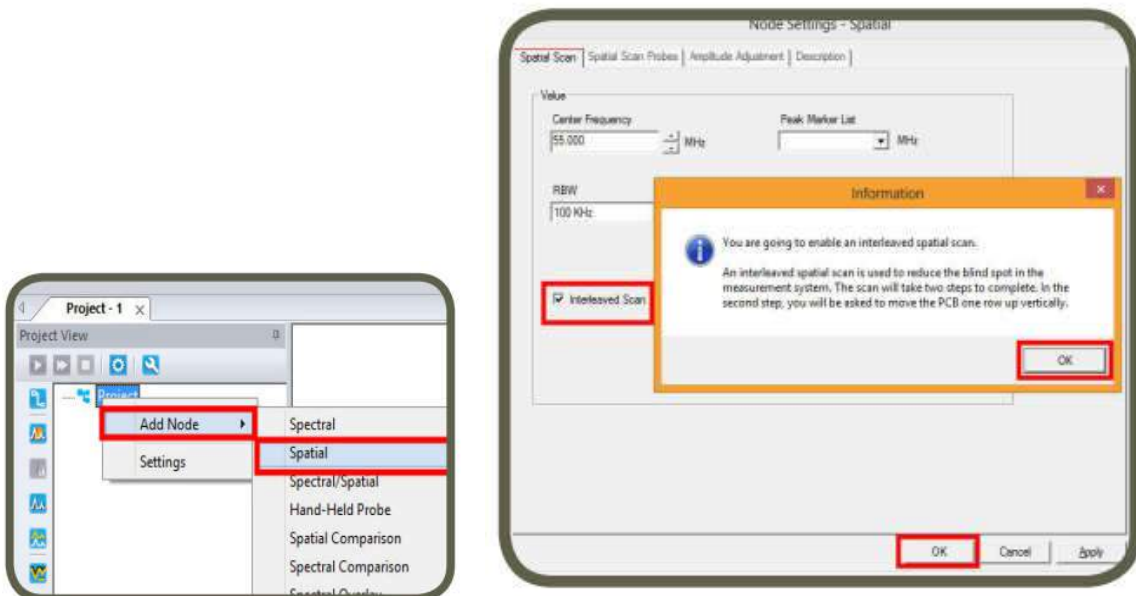 Project - 1 x
Project View
Project
Add Node
Settings
Spectral
Spatial
Spectral/Spatial
Hand-Held Probe
Spatial Comparison
Spectral Comparison
Spectral Overlay
Node Settings - Spatial
Spatial Scan
Spatial Scan Probes
Amplitude Adjustment
Description
Value
Center Frequency
55.000
MHz
Peak Marker List
MHz
RBW
100 KHz
Interleaved Scan
Information
You are going to enable an interleaved spatial scan.
An interleaved spatial scan is used to reduce the blind spot in the
measurement system. The scan will take two steps to complete. In the
second step, you will be asked to move the PCB one row up vertically.
OK
OK
Cancel
Apply